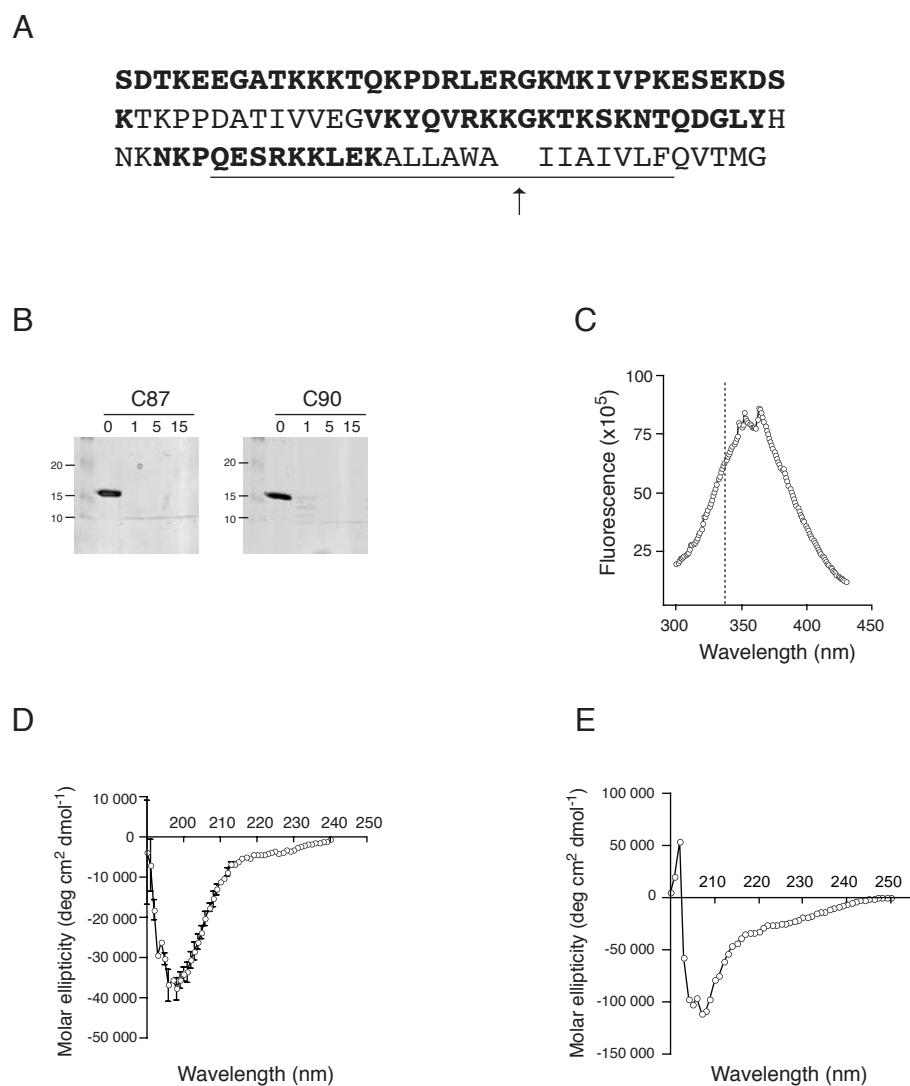 A
SDTKEEGATKKKTQKPDRLERGKMKIVPKESEKDS
KTKPPDATIVVEGVKYQVRKKGKTKSKNTQDGLYH
NKNKPQESRKKLEKALLAWA IIAIVLFQVTMG
B
C87
0 1 5 15
20
15
10
C90
0 1 5 15
20
15
10
C
Fluorescence (x10⁵)
100
75
50
25
300 350 400 450
Wavelength (nm)
D
Molar ellipticity (deg cm² dmol⁻¹)
10 000
0
-10 000
-20 000
-30 000
-40 000
-50 000
200 210 220 230 240 250
Wavelength (nm)
E
Molar ellipticity (deg cm² dmol⁻¹)
100 000
50 000
0
-50 000
-100 000
-150 000
210 220 230 240 250
Wavelength (nm)